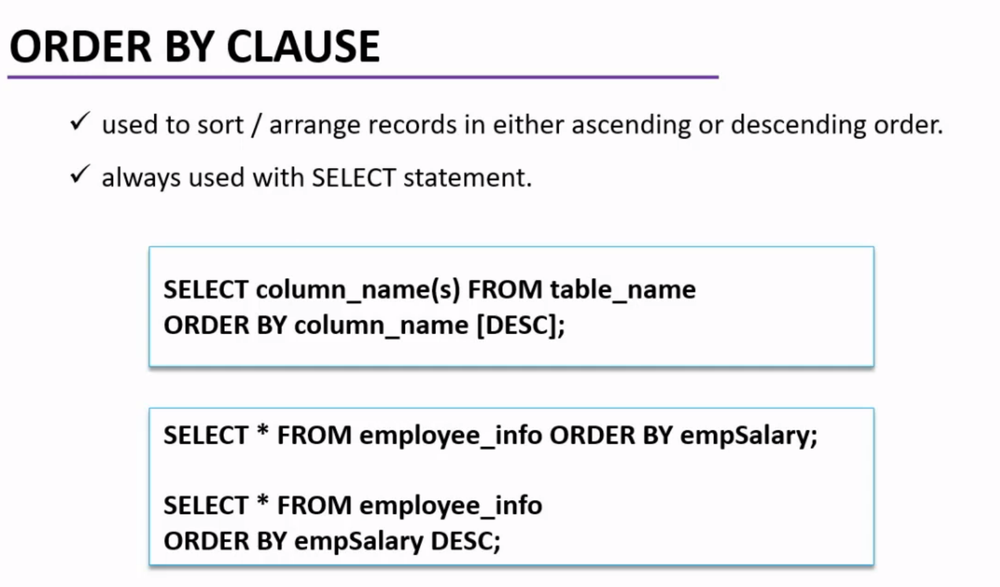 ORDER BY CLAUSE
✓ used to sort / arrange records in either ascending or descending order.
✓ always used with SELECT statement.
SELECT column_name(s) FROM table_name
ORDER BY column_name [DESC];
SELECT * FROM employee_info ORDER BY empSalary;
SELECT * FROM employee_info
ORDER BY empSalary DESC;